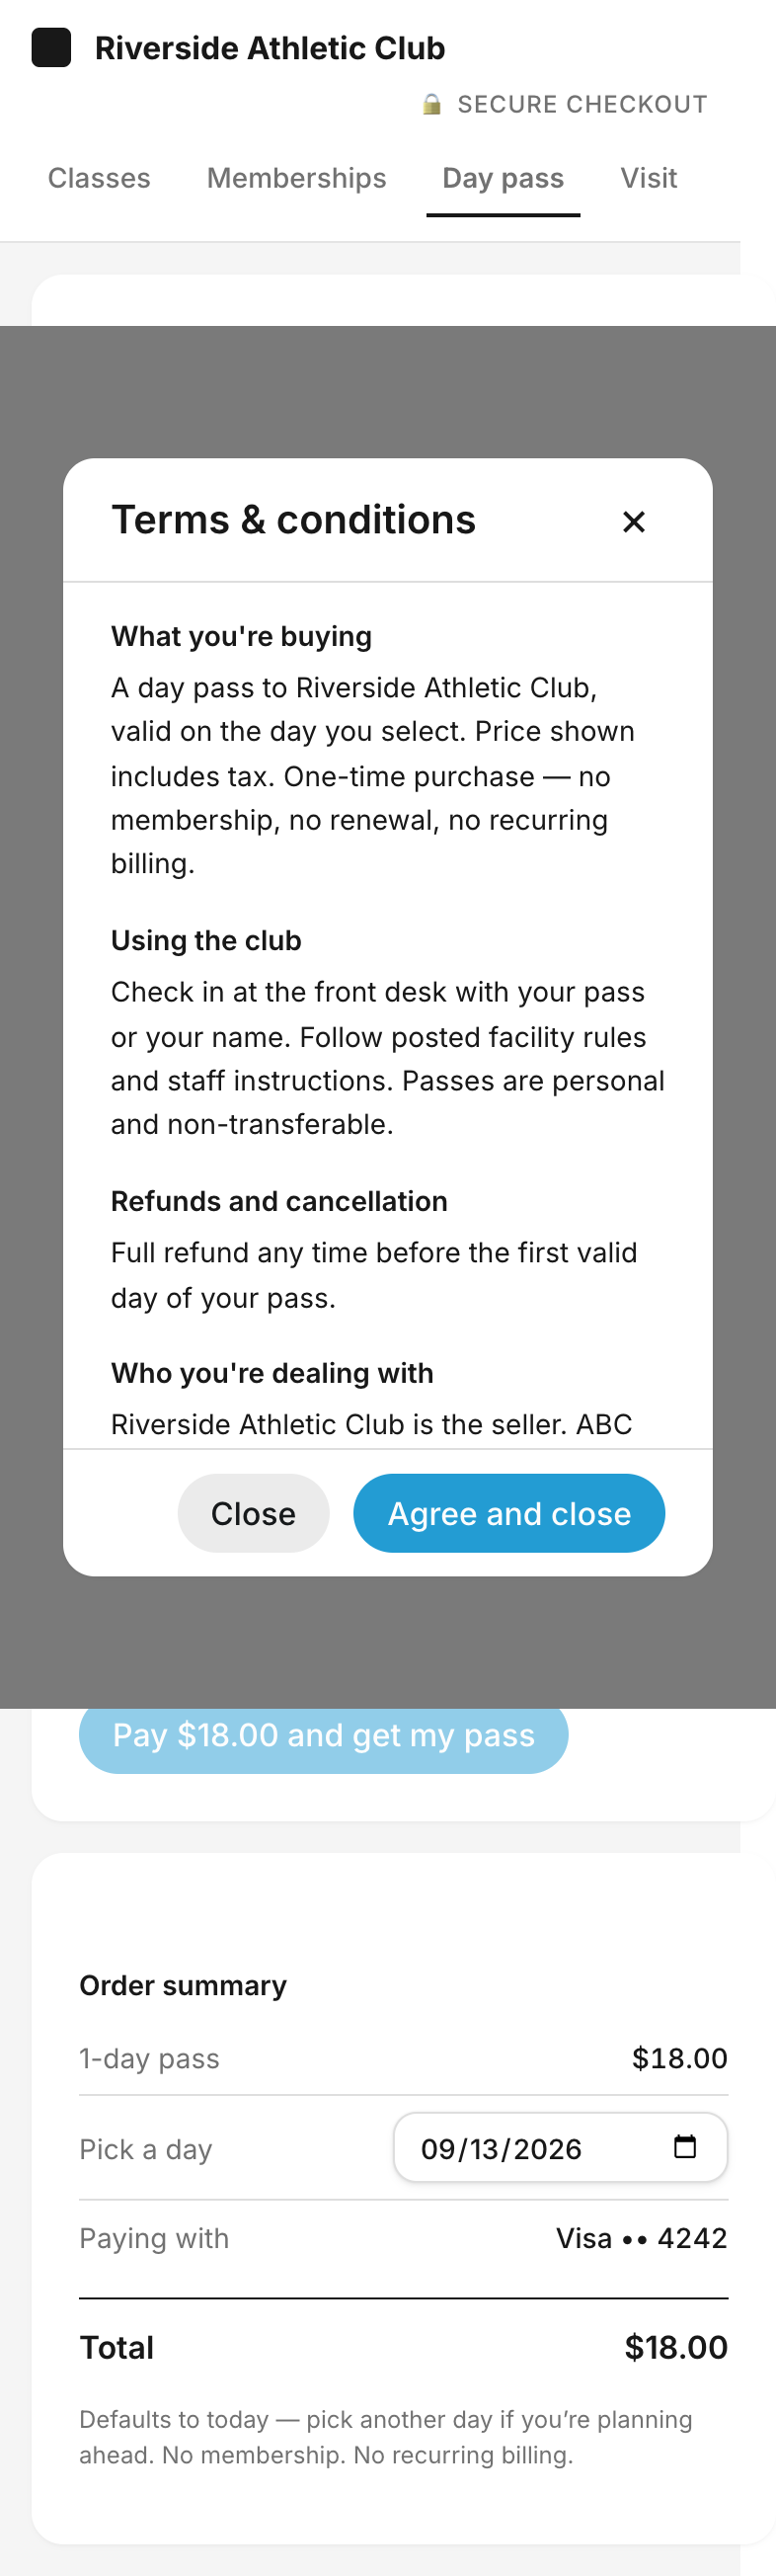 Riverside Athletic Club
🔒 SECURE CHECKOUT
Classes Memberships Day pass Visit
Terms & conditions ✕
What you're buying
A day pass to Riverside Athletic Club,
valid on the day you select. Price shown
includes tax. One-time purchase — no
membership, no renewal, no recurring
billing.
Using the club
Check in at the front desk with your pass
or your name. Follow posted facility rules
and staff instructions. Passes are personal
and non-transferable.
Refunds and cancellation
Full refund any time before the first valid
day of your pass.
Who you're dealing with
Riverside Athletic Club is the seller. ABC
Close Agree and close
Pay $18.00 and get my pass
Order summary
1-day pass $18.00
Pick a day 09/13/2026
Paying with Visa •• 4242
Total $18.00
Defaults to today — pick another day if you’re planning
ahead. No membership. No recurring billing.